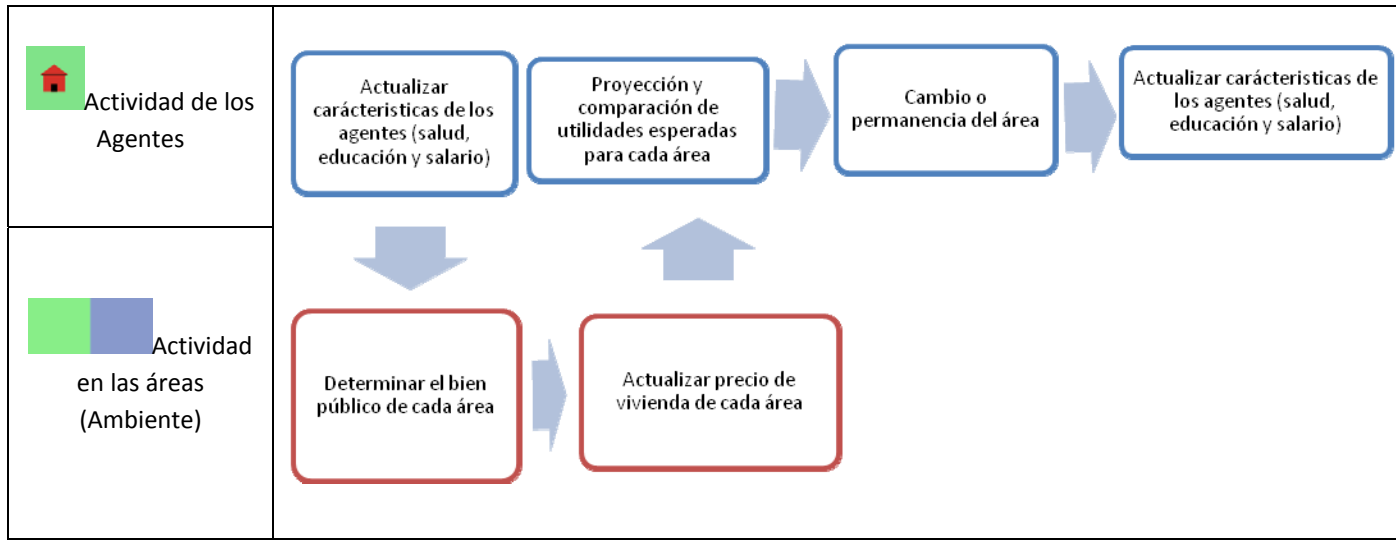 Actividad de los
Agentes
Actualizar
carácteristicas de los
agentes (salud,
educación y salario)
Proyección y
comparación de
utilidades esperadas
para cada área
Cambio o
permanencia del área
Actualizar carácteristicas de
los agentes (salud,
educación y salario)
Actividad
en las áreas
(Ambiente)
Determinar el bien
público de cada área
Actualizar precio de
vivienda de cada área